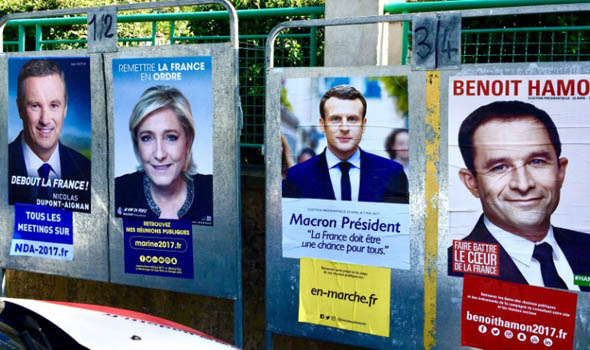 1/2
DEBOUT LA FRANCE !
NICOLAS
DUPONT-AIGNAN
TOUS LES
MEETINGS SUR
NDA-2017.fr
REMETTRE LA FRANCE
EN ORDRE
RETROUVEZ
MES RÉUNIONS PUBLIQUES
marine2017.fr
3/4
Macron Président
"La France doit être
une chance pour tous."
en-marche.fr
BENOIT HAMO
FAIRE BATTRE
LE CŒUR
DE LA FRANCE
#HAM
benoithamon2017.fr